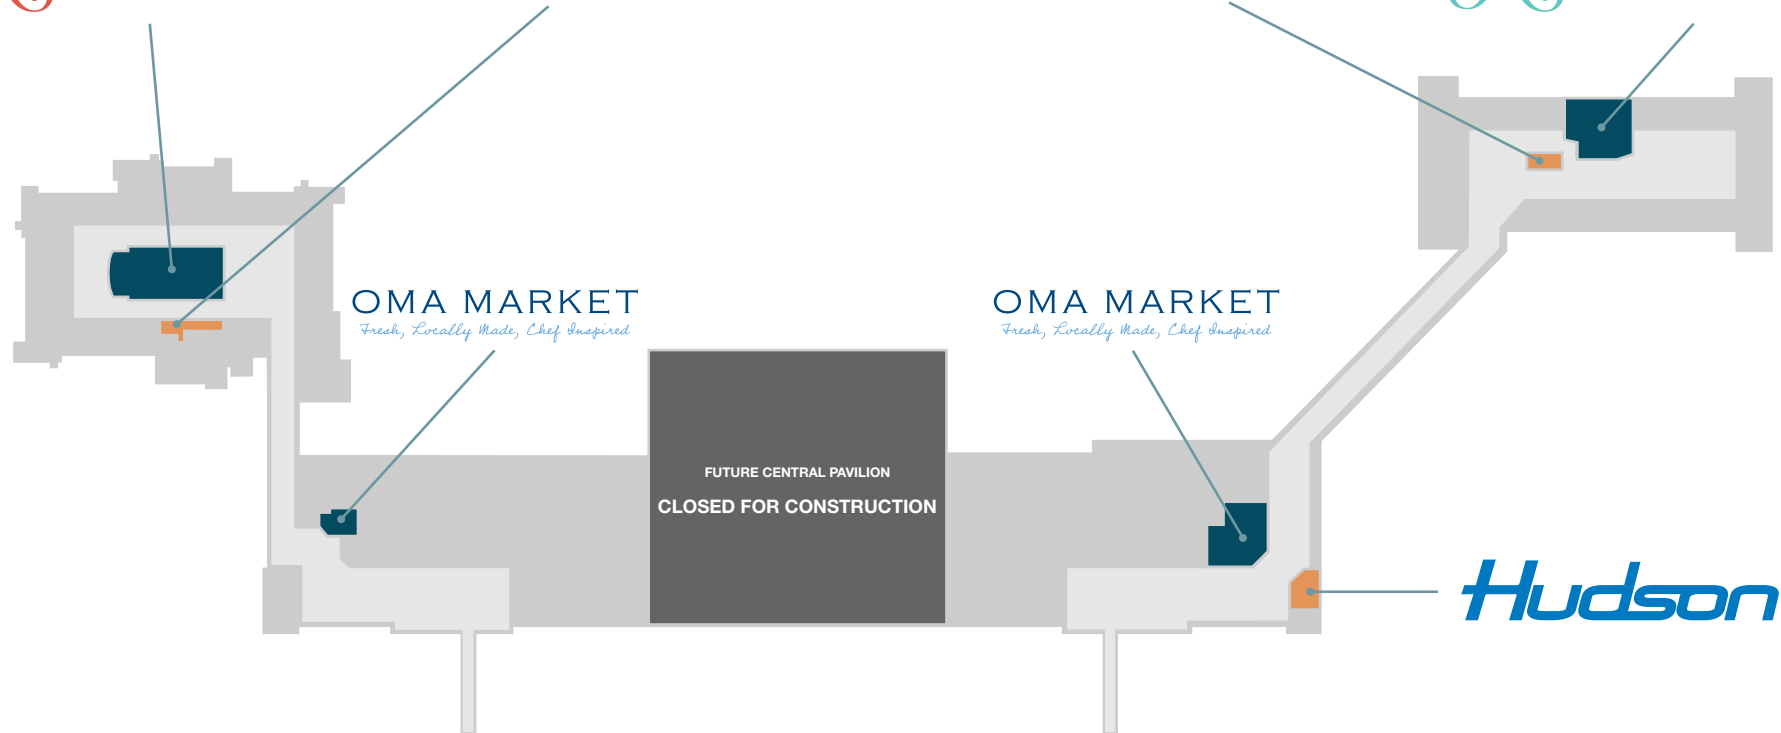 OMA MARKET
Fresh, Locally Made, Chef Inspired
OMA MARKET
Fresh, Locally Made, Chef Inspired
FUTURE CENTRAL PAVILION
CLOSED FOR CONSTRUCTION
Hudson